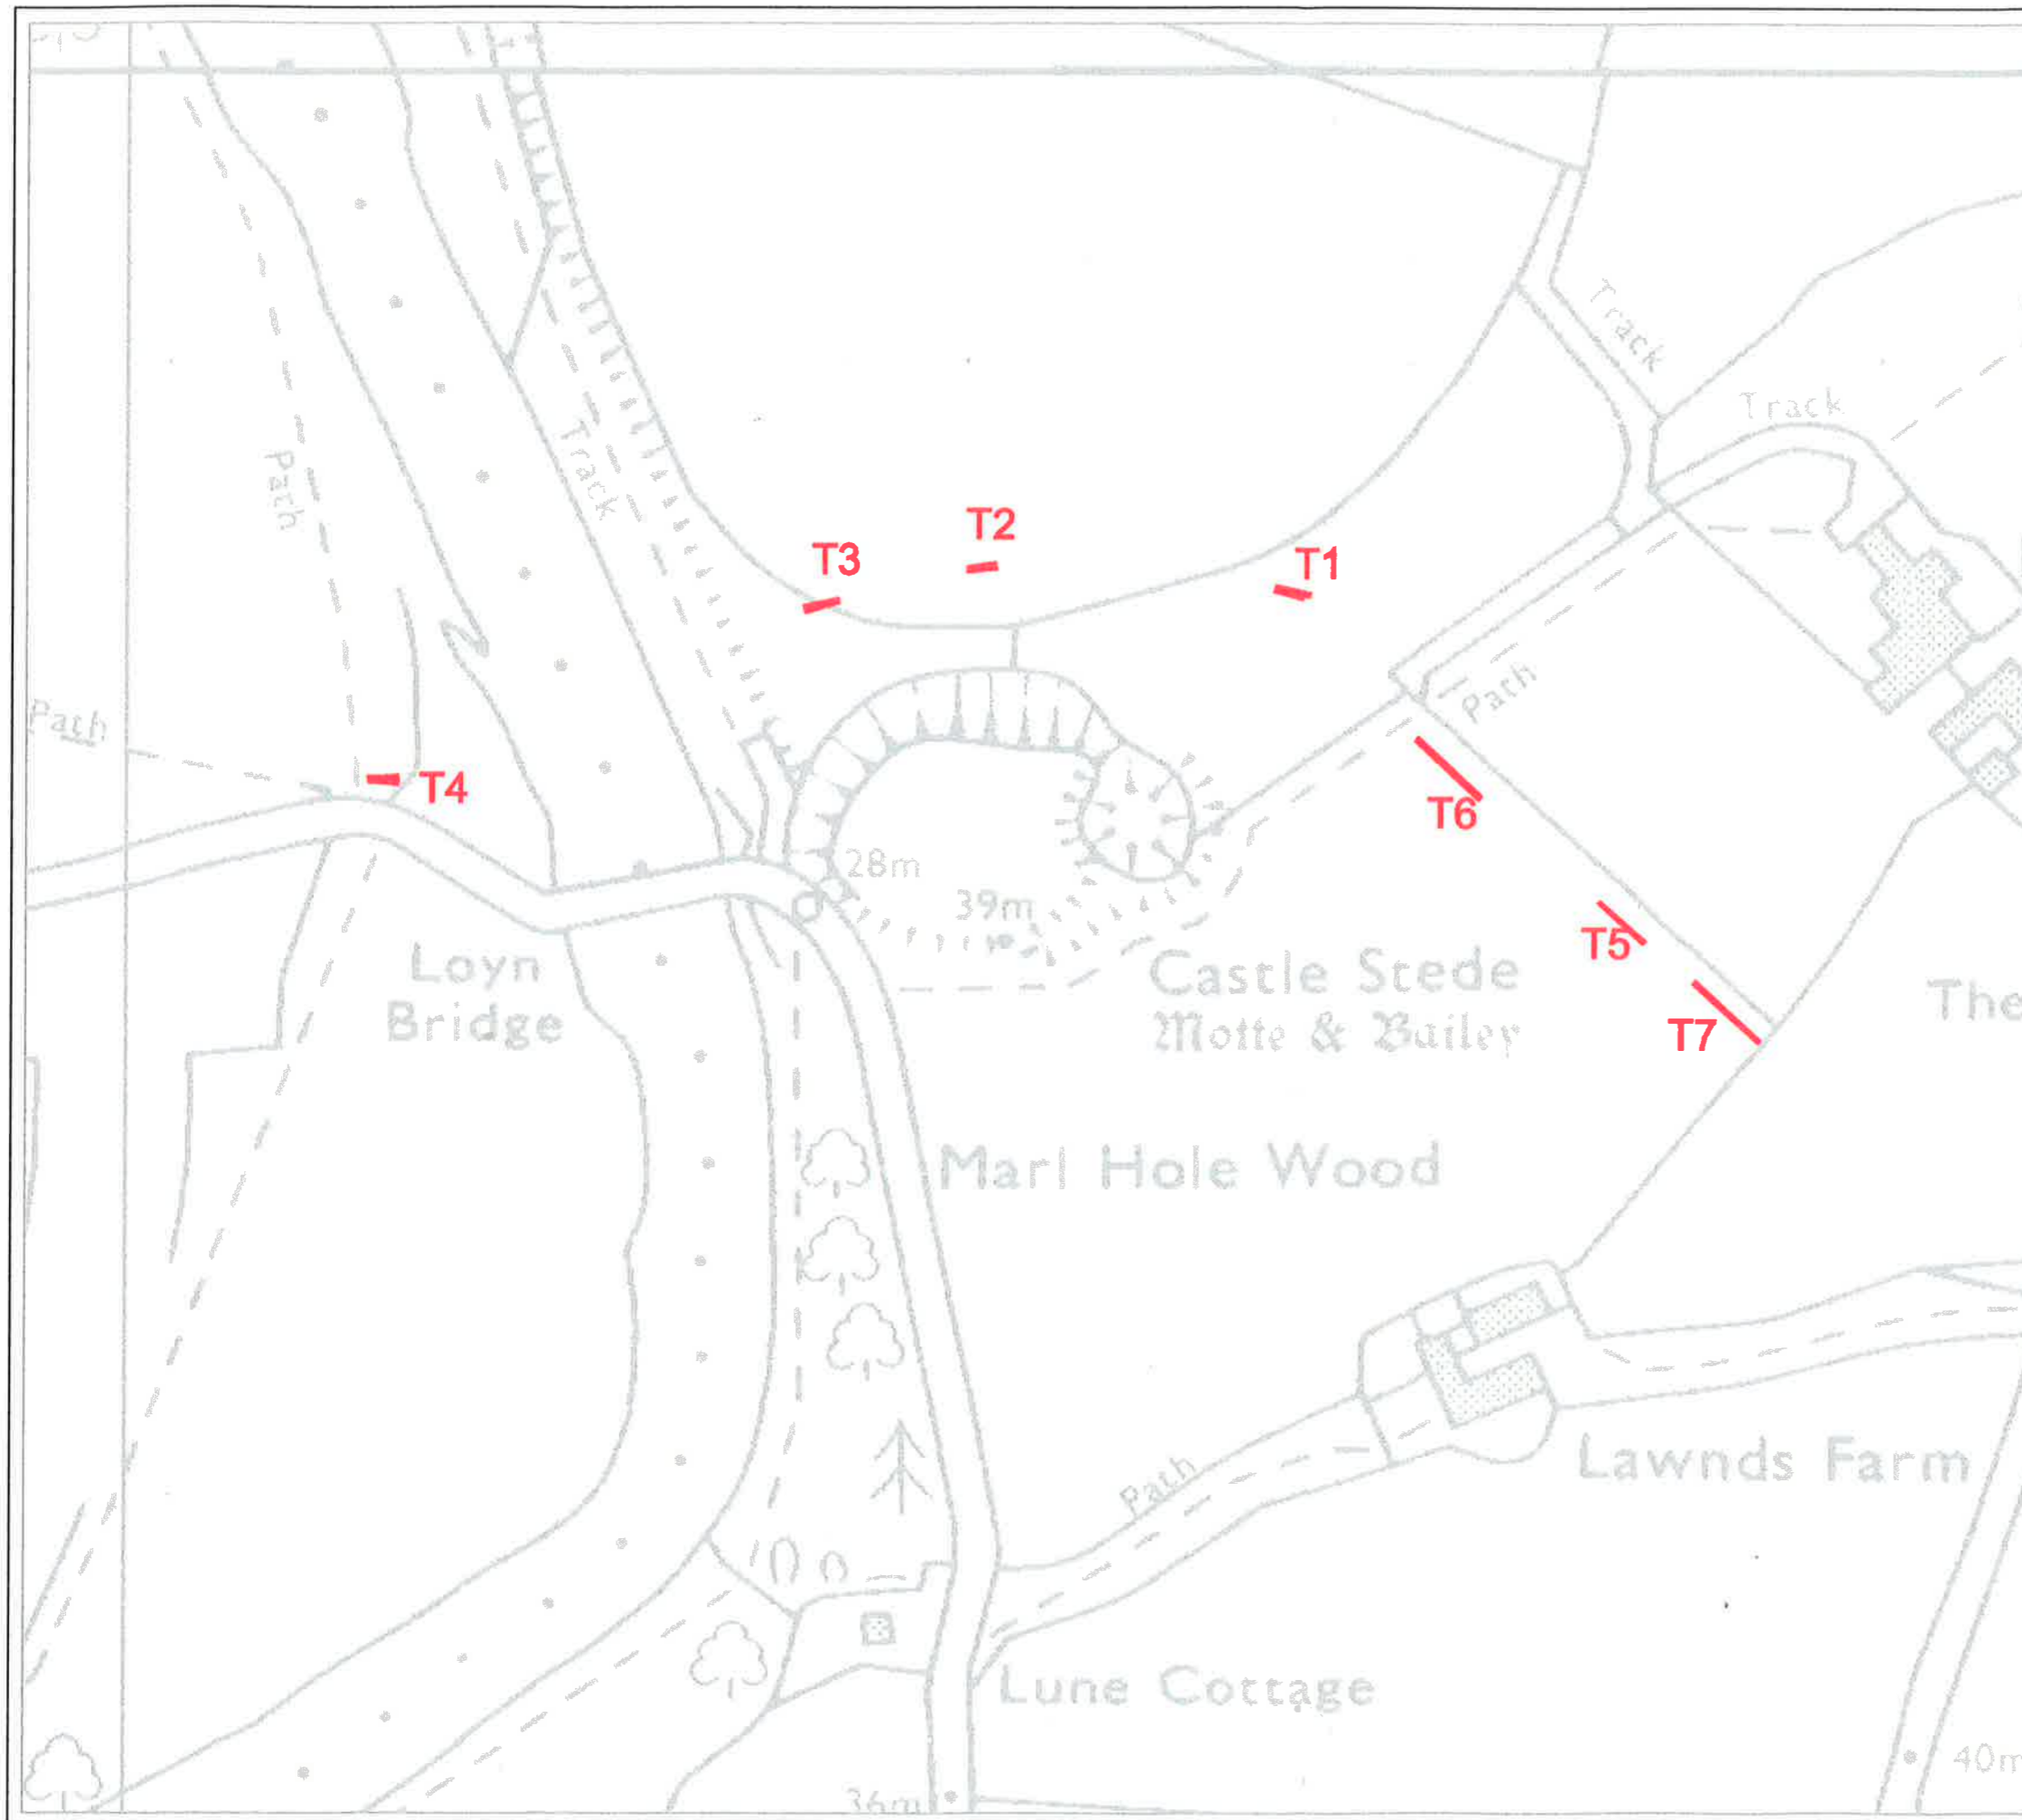 Track
Track
Path
Track
T2
T3
T1
Path
Path
T4
T6
28m
39m
T5
Loyn
Bridge
Castle Stede
Motte & Bailey
The
T7
Marl Hole Wood
Lawnds Farm
Path
Lune Cottage
40m
36m